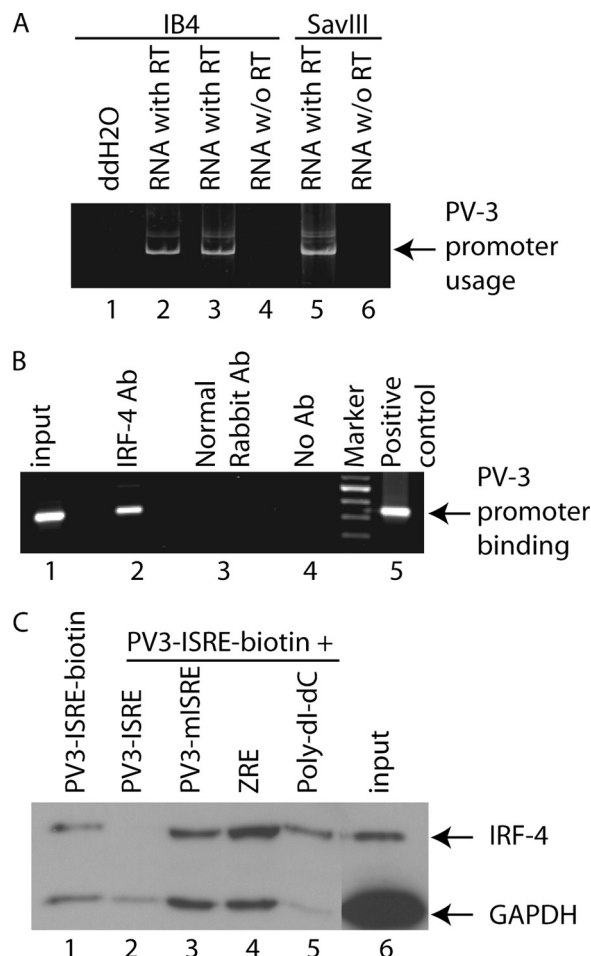 A
IB4
SavIII
ddH2O
RNA with RT
RNA with RT
RNA w/o RT
RNA with RT
RNA w/o RT
PV-3
promoter
usage
1 2 3 4 5 6
B
input
IRF-4 Ab
Normal
Rabbit Ab
No Ab
Marker
Positive
control
PV-3
promoter
binding
1 2 3 4 5
C
PV3-ISRE-biotin +
PV3-ISRE-biotin
PV3-ISRE
PV3-mISRE
ZRE
Poly-dI-dC
input
IRF-4
GAPDH
1 2 3 4 5 6